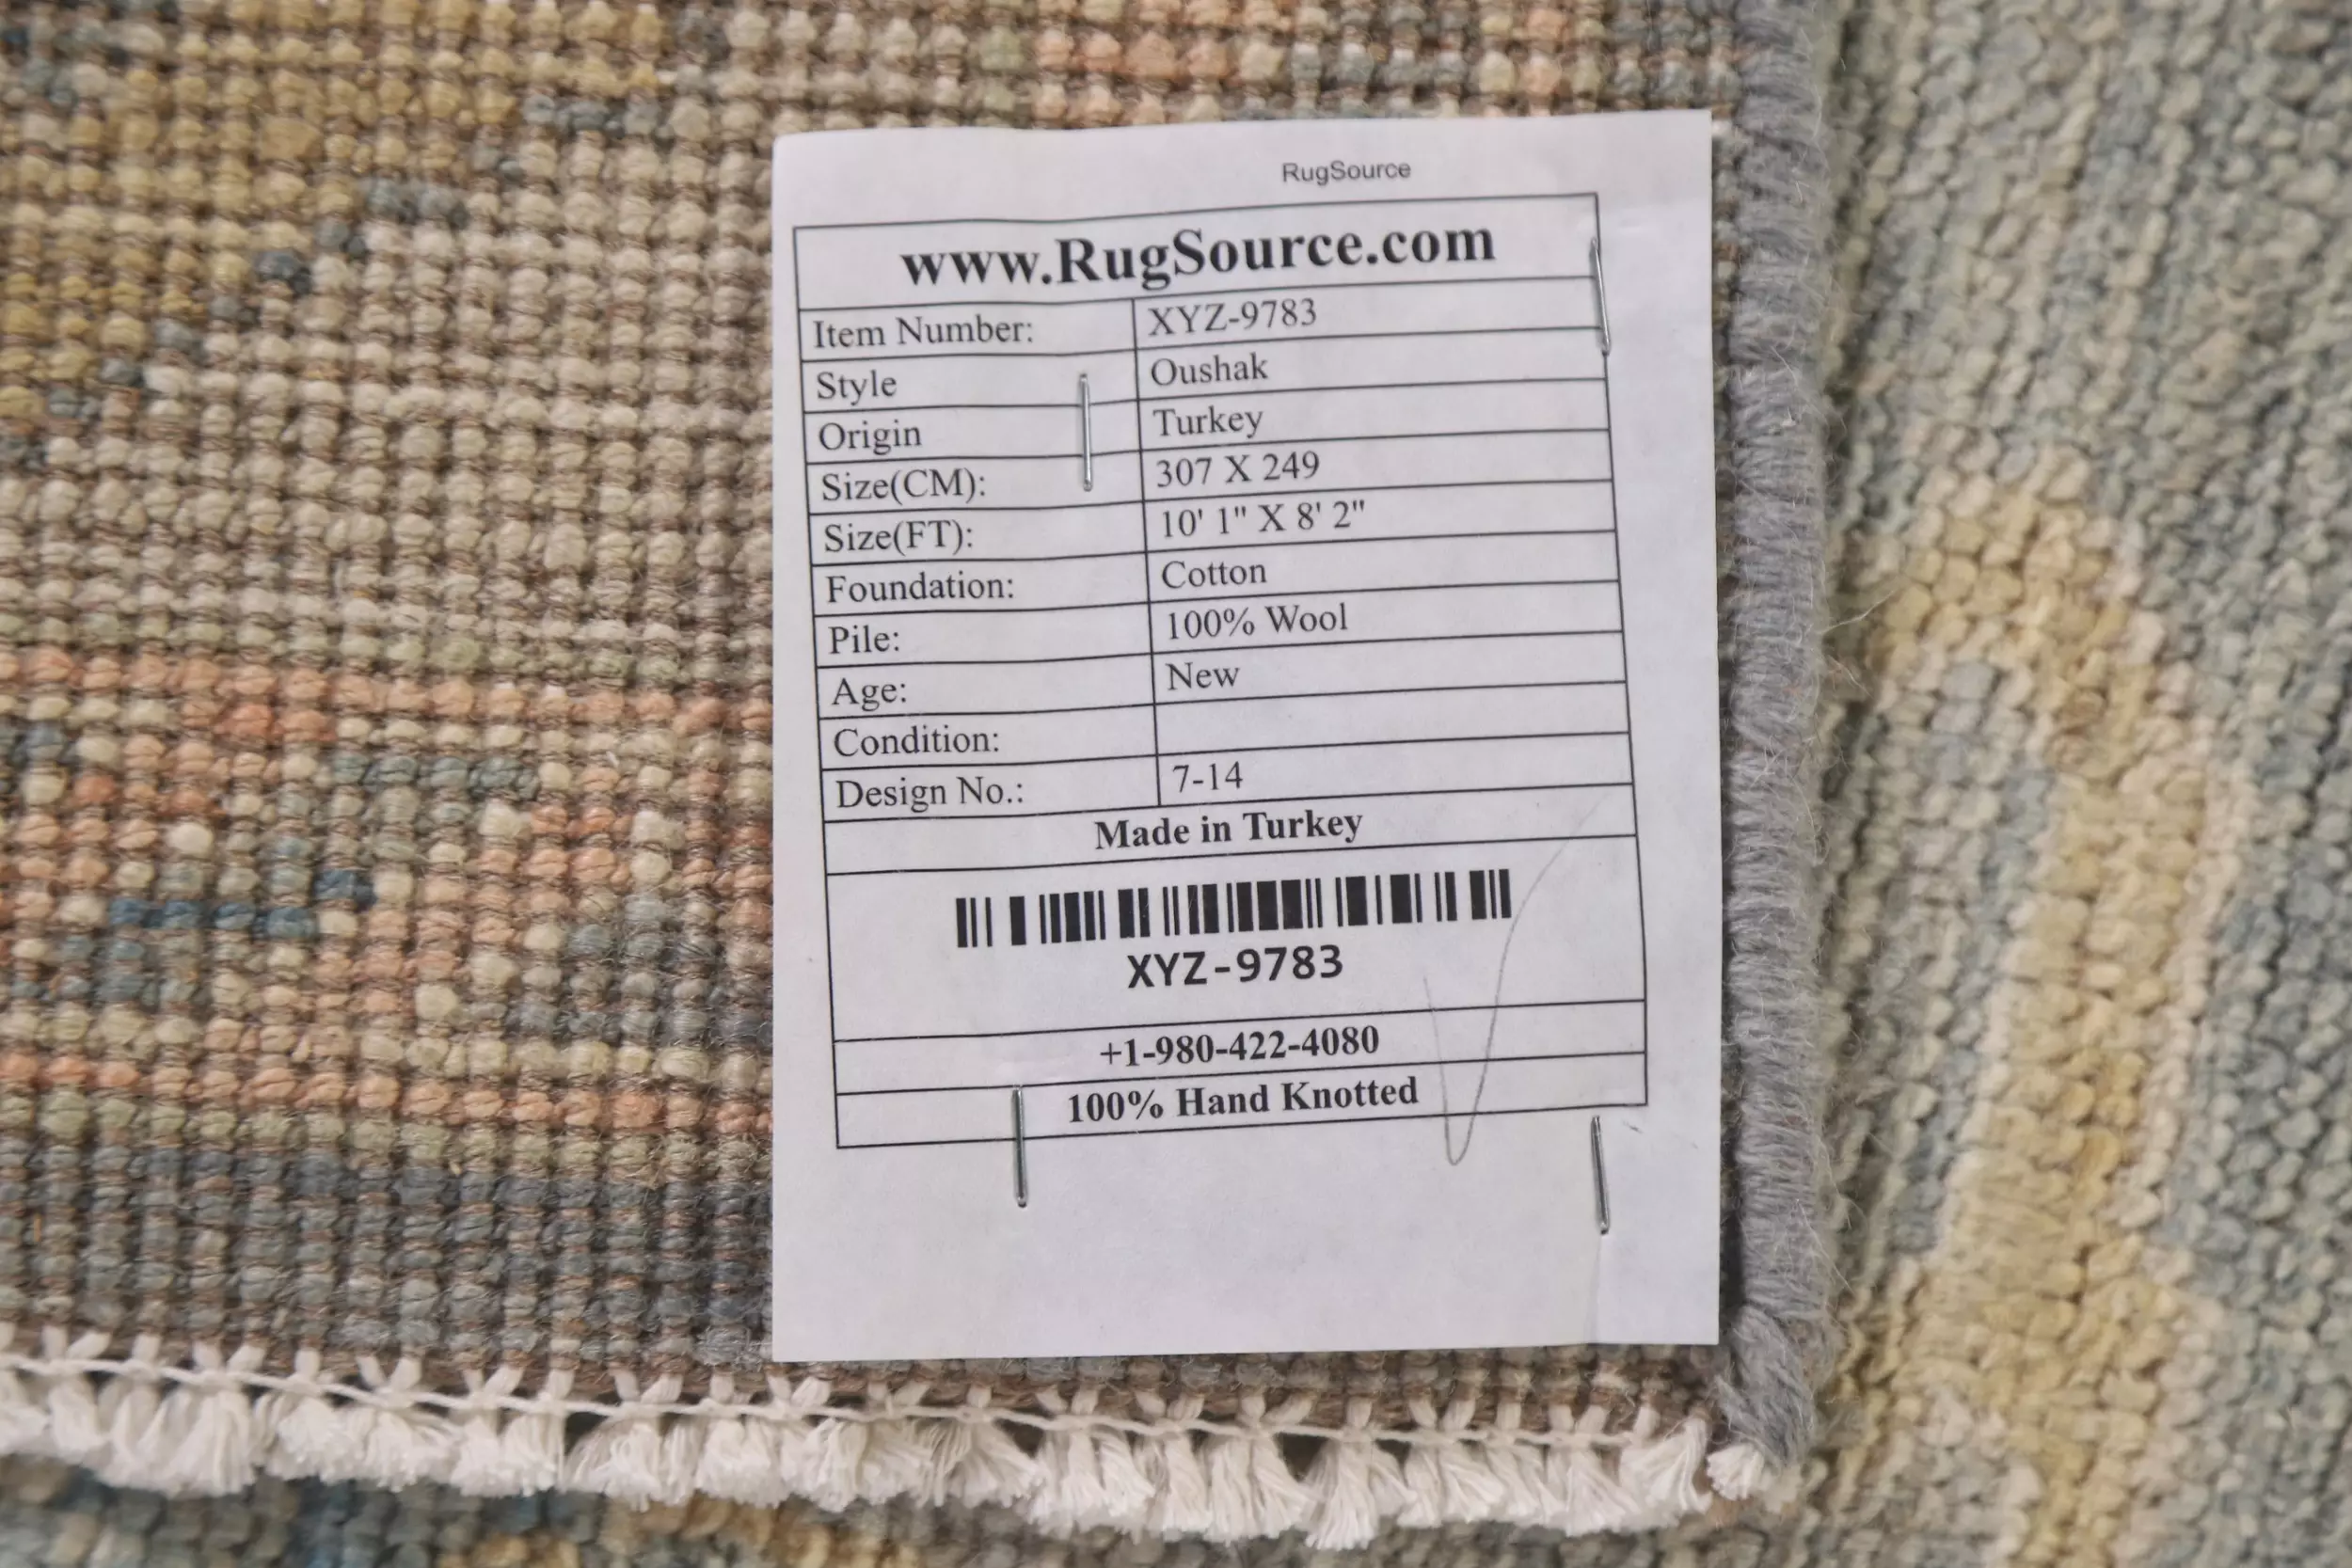 RugSource
www.RugSource.com
Item Number: XYZ-9783
Style Oushak
Origin Turkey
Size(CM): 307 X 249
Size(FT): 10' 1" X 8' 2"
Foundation: Cotton
Pile: 100% Wool
Age: New
Condition:
Design No.: 7-14
Made in Turkey
XYZ-9783
+1-980-422-4080
100% Hand Knotted